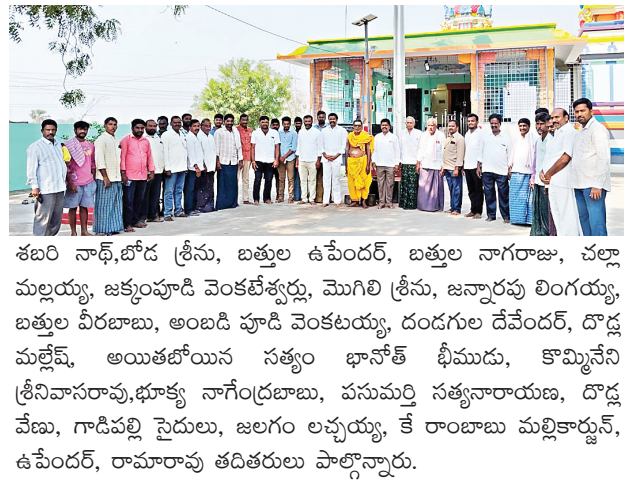 శబరి నాథ్,బోడ శ్రీను, బత్తుల ఉపేందర్, బత్తుల నాగరాజు, చల్లా
మల్లయ్య, జక్కంపూడి వెంకటేశ్వర్లు, మొగిలి శ్రీను, జన్నారపు లింగయ్య,
బత్తుల వీరబాబు, అంబడి పూడి వెంకటయ్య, దండగుల దేవేందర్, దొడ్ల
మల్లేష్, అయితబోయిన సత్యం భానోత్ భీముడు, కొమ్మినేని
శ్రీనివాసరావు,భూక్య నాగేంద్రబాబు, పసుమర్తి సత్యనారాయణ, దొడ్ల
వేణు, గాడిపల్లి సైదులు, జలగం లచ్చయ్య, కే రాంబాబు మల్లికార్జున్,
ఉపేందర్, రామారావు తదితరులు పాల్గొన్నారు.